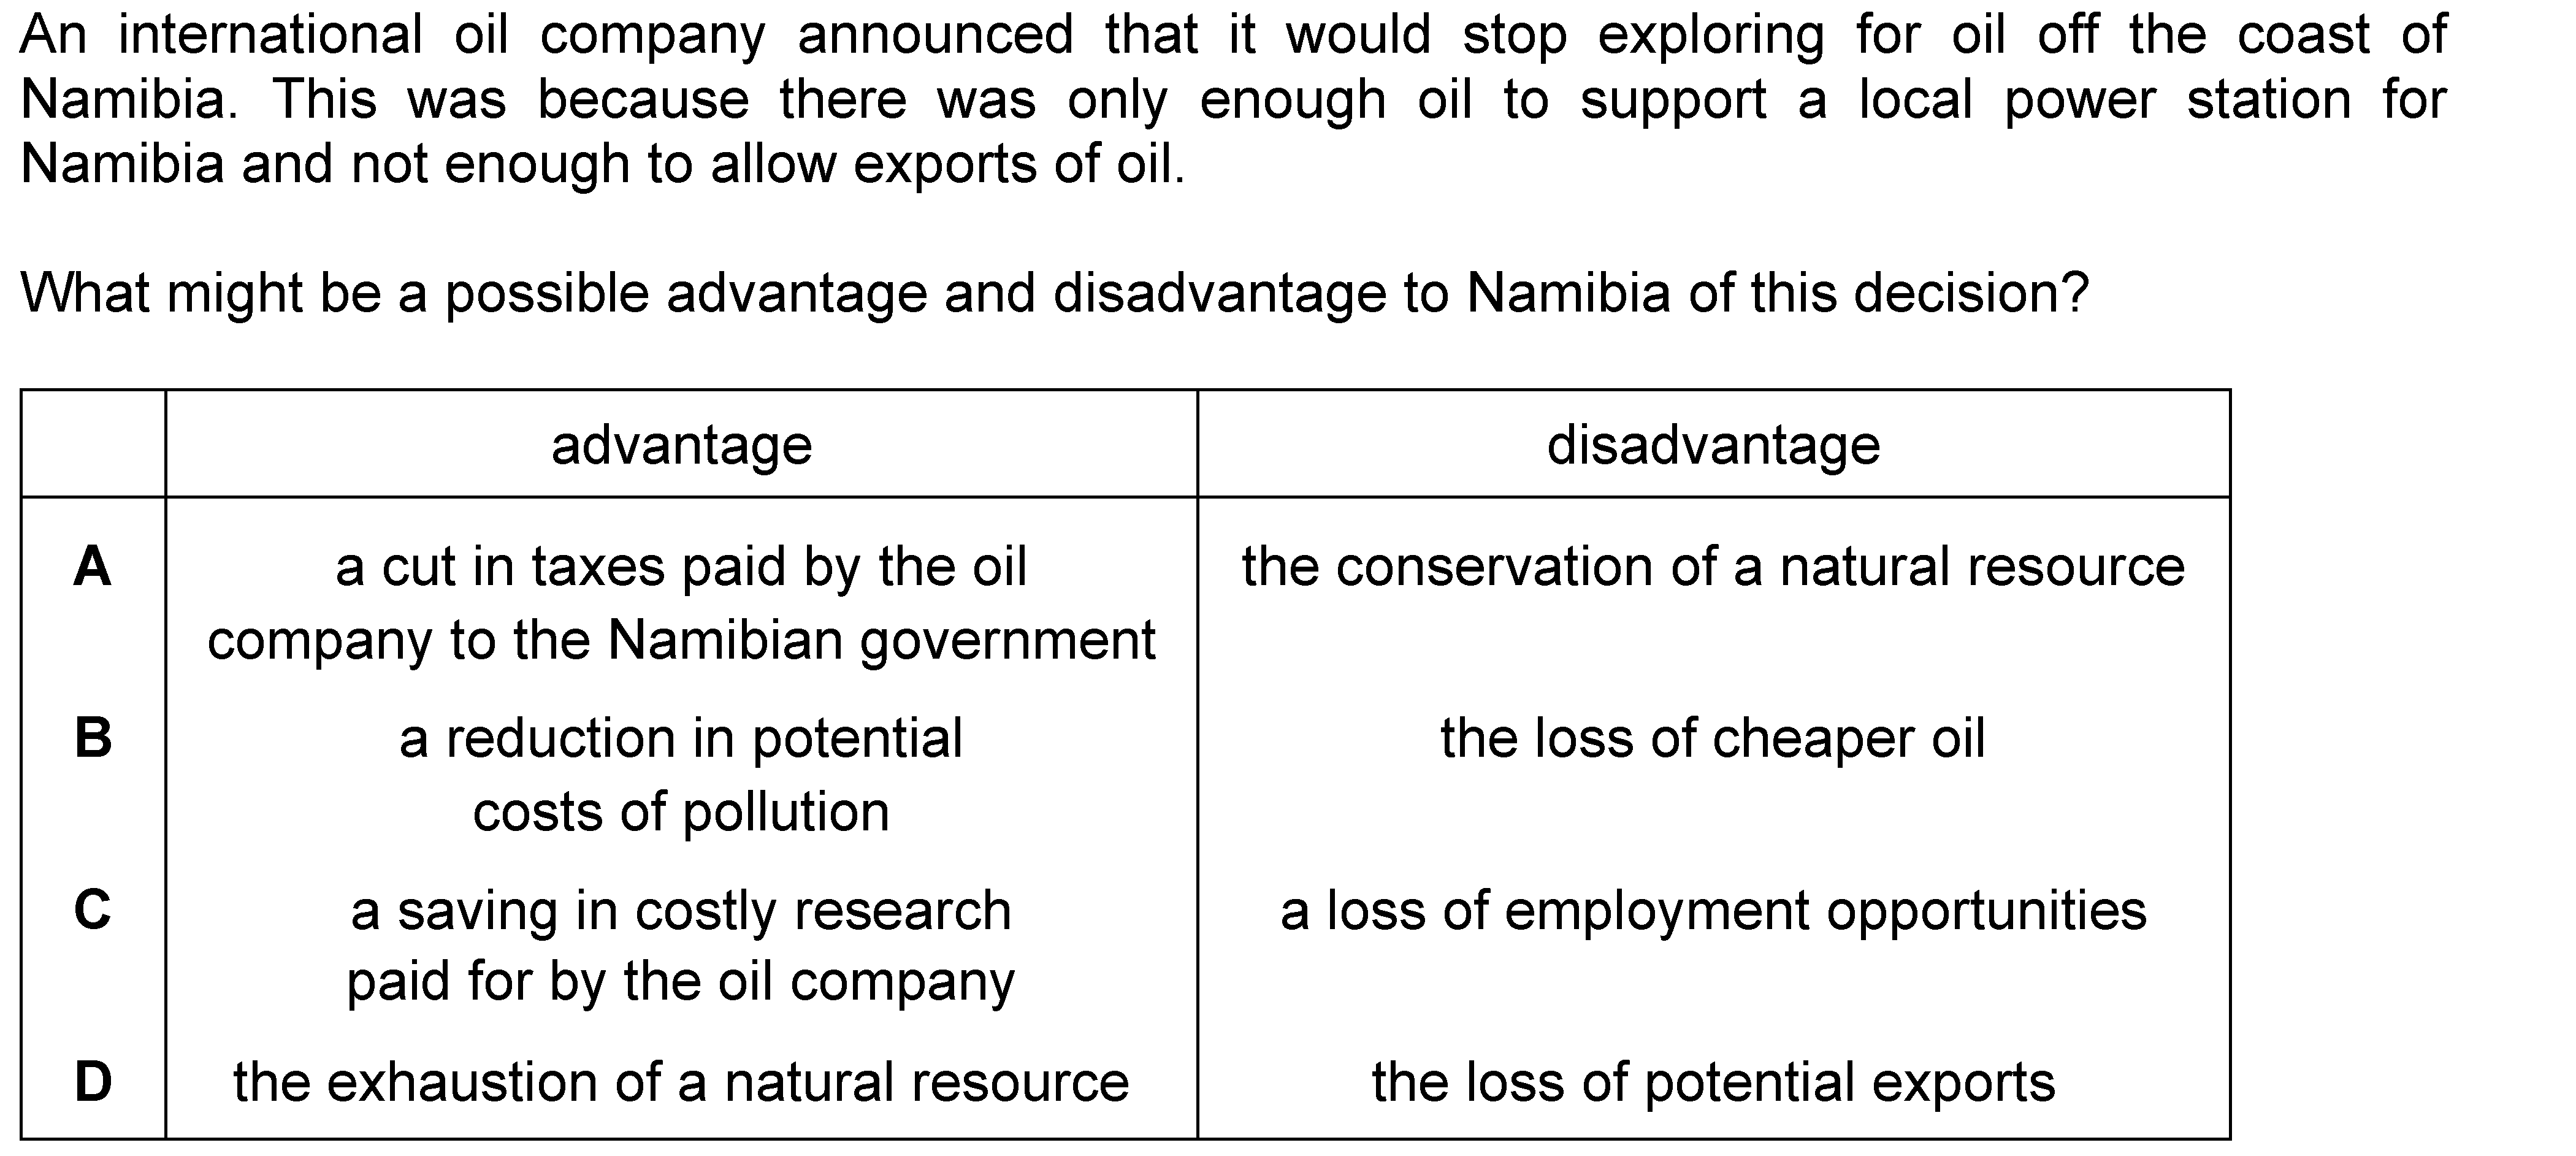 An international oil company announced that it would stop exploring for oil off the coast of
Namibia. This was because there was only enough oil to support a local power station for
Namibia and not enough to allow exports of oil.
What might be a possible advantage and disadvantage to Namibia of this decision?
advantage disadvantage
A a cut in taxes paid by the oil the conservation of a natural resource
company to the Namibian government
B a reduction in potential the loss of cheaper oil
costs of pollution
C a saving in costly research a loss of employment opportunities
paid for by the oil company
D the exhaustion of a natural resource the loss of potential exports